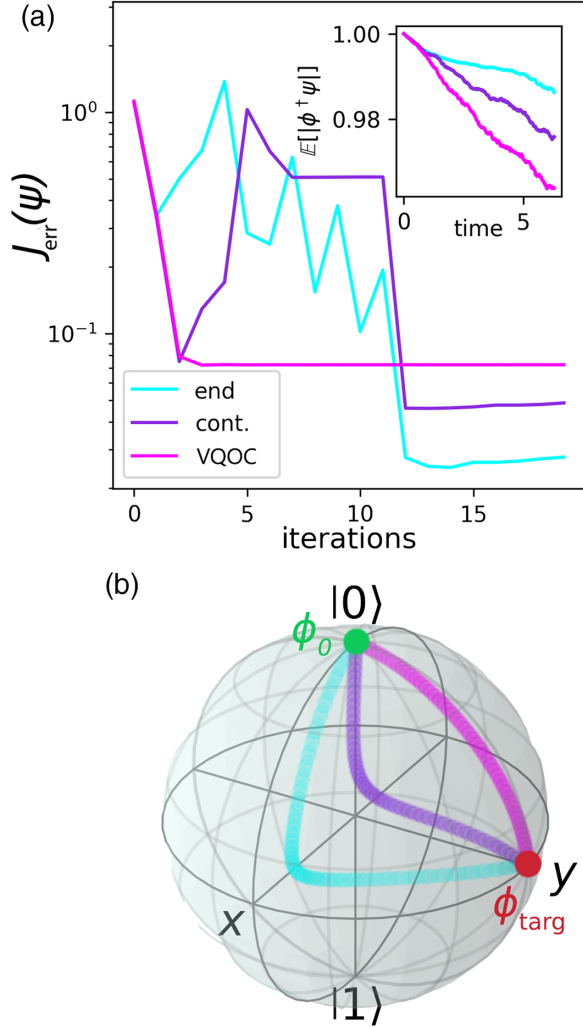 (a)
10⁰
10⁻¹
J_err(ψ)
end
cont.
VQOC
0 5 10 15
iterations
1.00
0.98
𝔼[|ϕ†ψ|]
0 5
time
(b)
|0⟩
ϕ₀
x
y
ϕ_targ
|1⟩